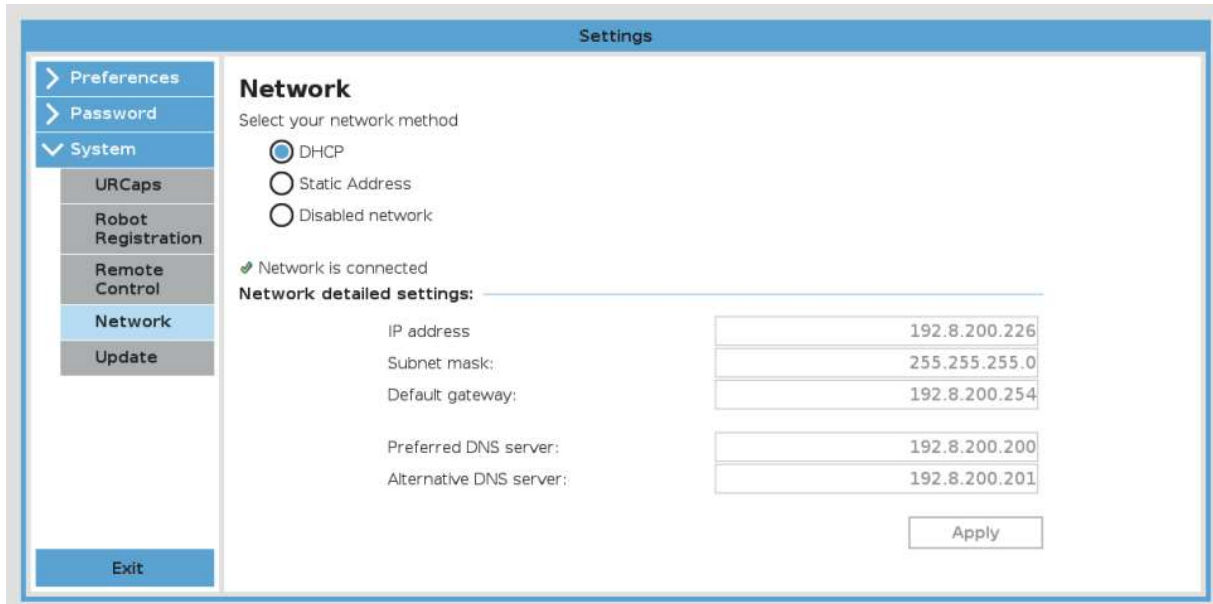 Settings
Preferences
Password
System
URCaps
Robot
Registration
Remote
Control
Network
Update
Exit
Network
Select your network method
DHCP
Static Address
Disabled network
Network is connected
Network detailed settings:
IP address 192.8.200.226
Subnet mask: 255.255.255.0
Default gateway: 192.8.200.254
Preferred DNS server: 192.8.200.200
Alternative DNS server: 192.8.200.201
Apply